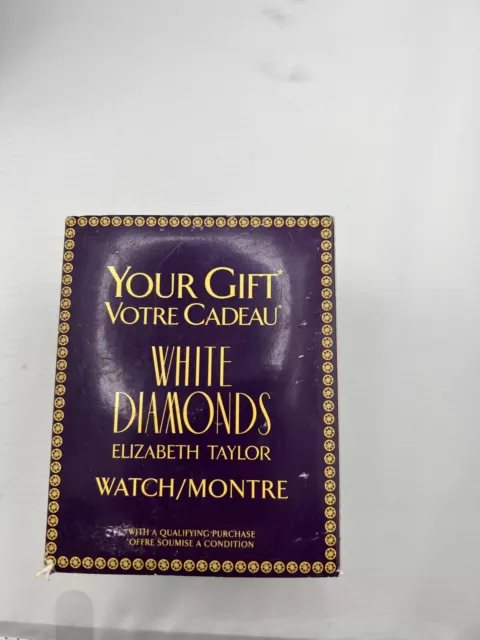 YOUR GIFT*
VOTRE CADEAU*
WHITE
DIAMONDS
ELIZABETH TAYLOR
WATCH/MONTRE
*WITH A QUALIFYING PURCHASE
*OFFRE SOUMISE A CONDITION